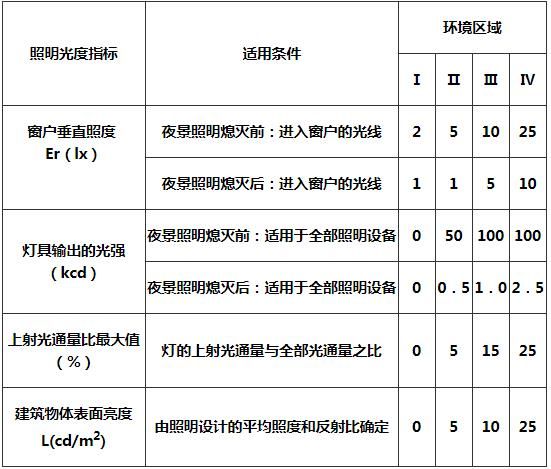 照明光度指标 适用条件 环境区域
Ⅰ Ⅱ Ⅲ Ⅳ
窗户垂直照度
Er（lx）
夜景照明熄灭前：进入窗户的光线 2 5 10 25
夜景照明熄灭后：进入窗户的光线 1 1 5 10
灯具输出的光强
（kcd）
夜景照明熄灭前：适用于全部照明设备 0 50 100 100
夜景照明熄灭后：适用于全部照明设备 0 0．5 1．0 2．5
上射光通量比最大值
（%）
灯的上射光通量与全部光通量之比 0 5 15 25
建筑物体表面亮度
L(cd/m²)
由照明设计的平均照度和反射比确定 0 5 10 25